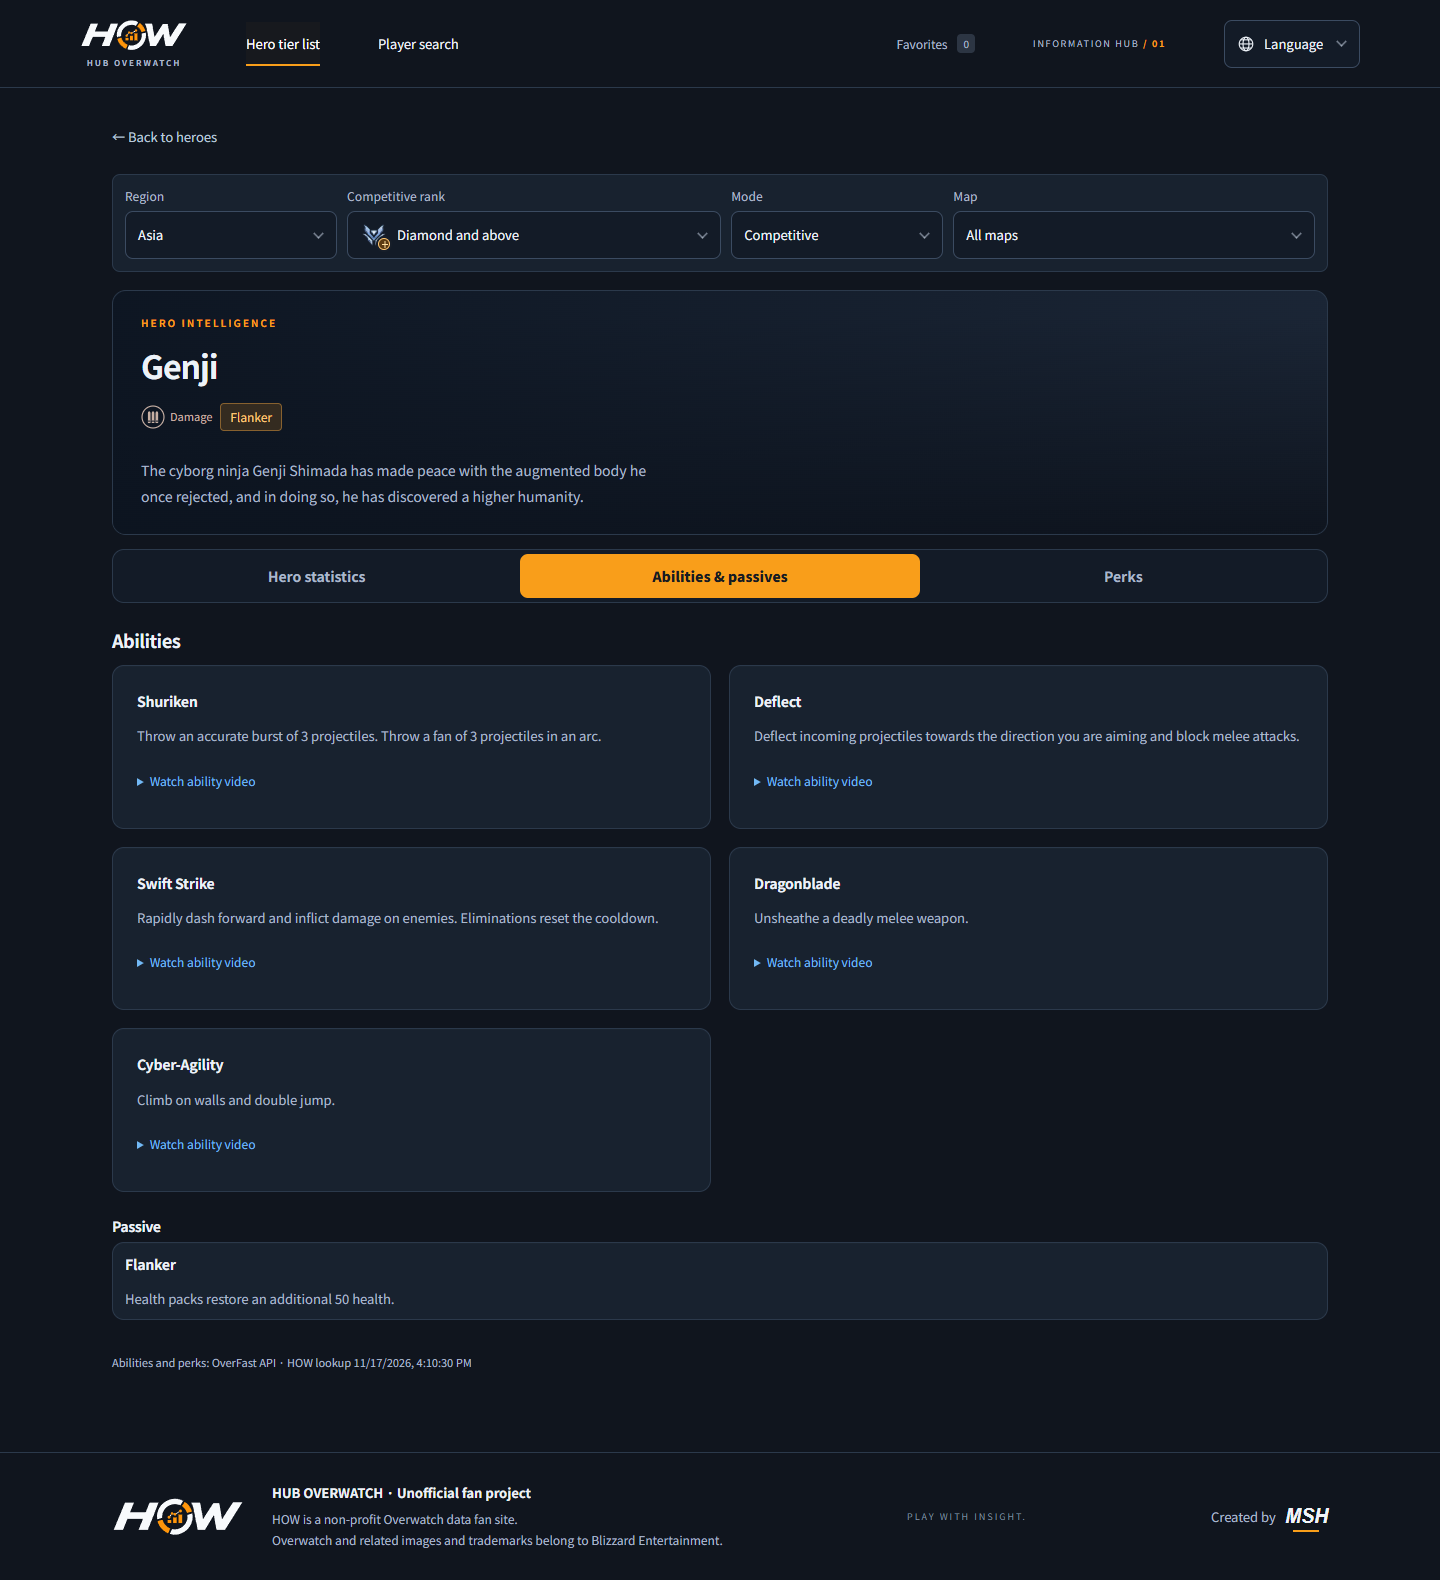 HOW
HUB OVERWATCH
Hero tier list
Player search
Favorites 0
INFORMATION HUB / 01
Language
← Back to heroes
Region
Competitive rank
Mode
Map
Asia
Diamond and above
Competitive
All maps
HERO INTELLIGENCE
Genji
Damage
Flanker
The cyborg ninja Genji Shimada has made peace with the augmented body he
once rejected, and in doing so, he has discovered a higher humanity.
Hero statistics
Abilities & passives
Perks
Abilities
Shuriken
Throw an accurate burst of 3 projectiles. Throw a fan of 3 projectiles in an arc.
Watch ability video
Deflect
Deflect incoming projectiles towards the direction you are aiming and block melee attacks.
Watch ability video
Swift Strike
Rapidly dash forward and inflict damage on enemies. Eliminations reset the cooldown.
Watch ability video
Dragonblade
Unsheathe a deadly melee weapon.
Watch ability video
Cyber-Agility
Climb on walls and double jump.
Watch ability video
Passive
Flanker
Health packs restore an additional 50 health.
Abilities and perks: OverFast API · HOW lookup 11/17/2026, 4:10:30 PM
HOW
HUB OVERWATCH · Unofficial fan project
HOW is a non-profit Overwatch data fan site.
Overwatch and related images and trademarks belong to Blizzard Entertainment.
PLAY WITH INSIGHT.
Created by MSH